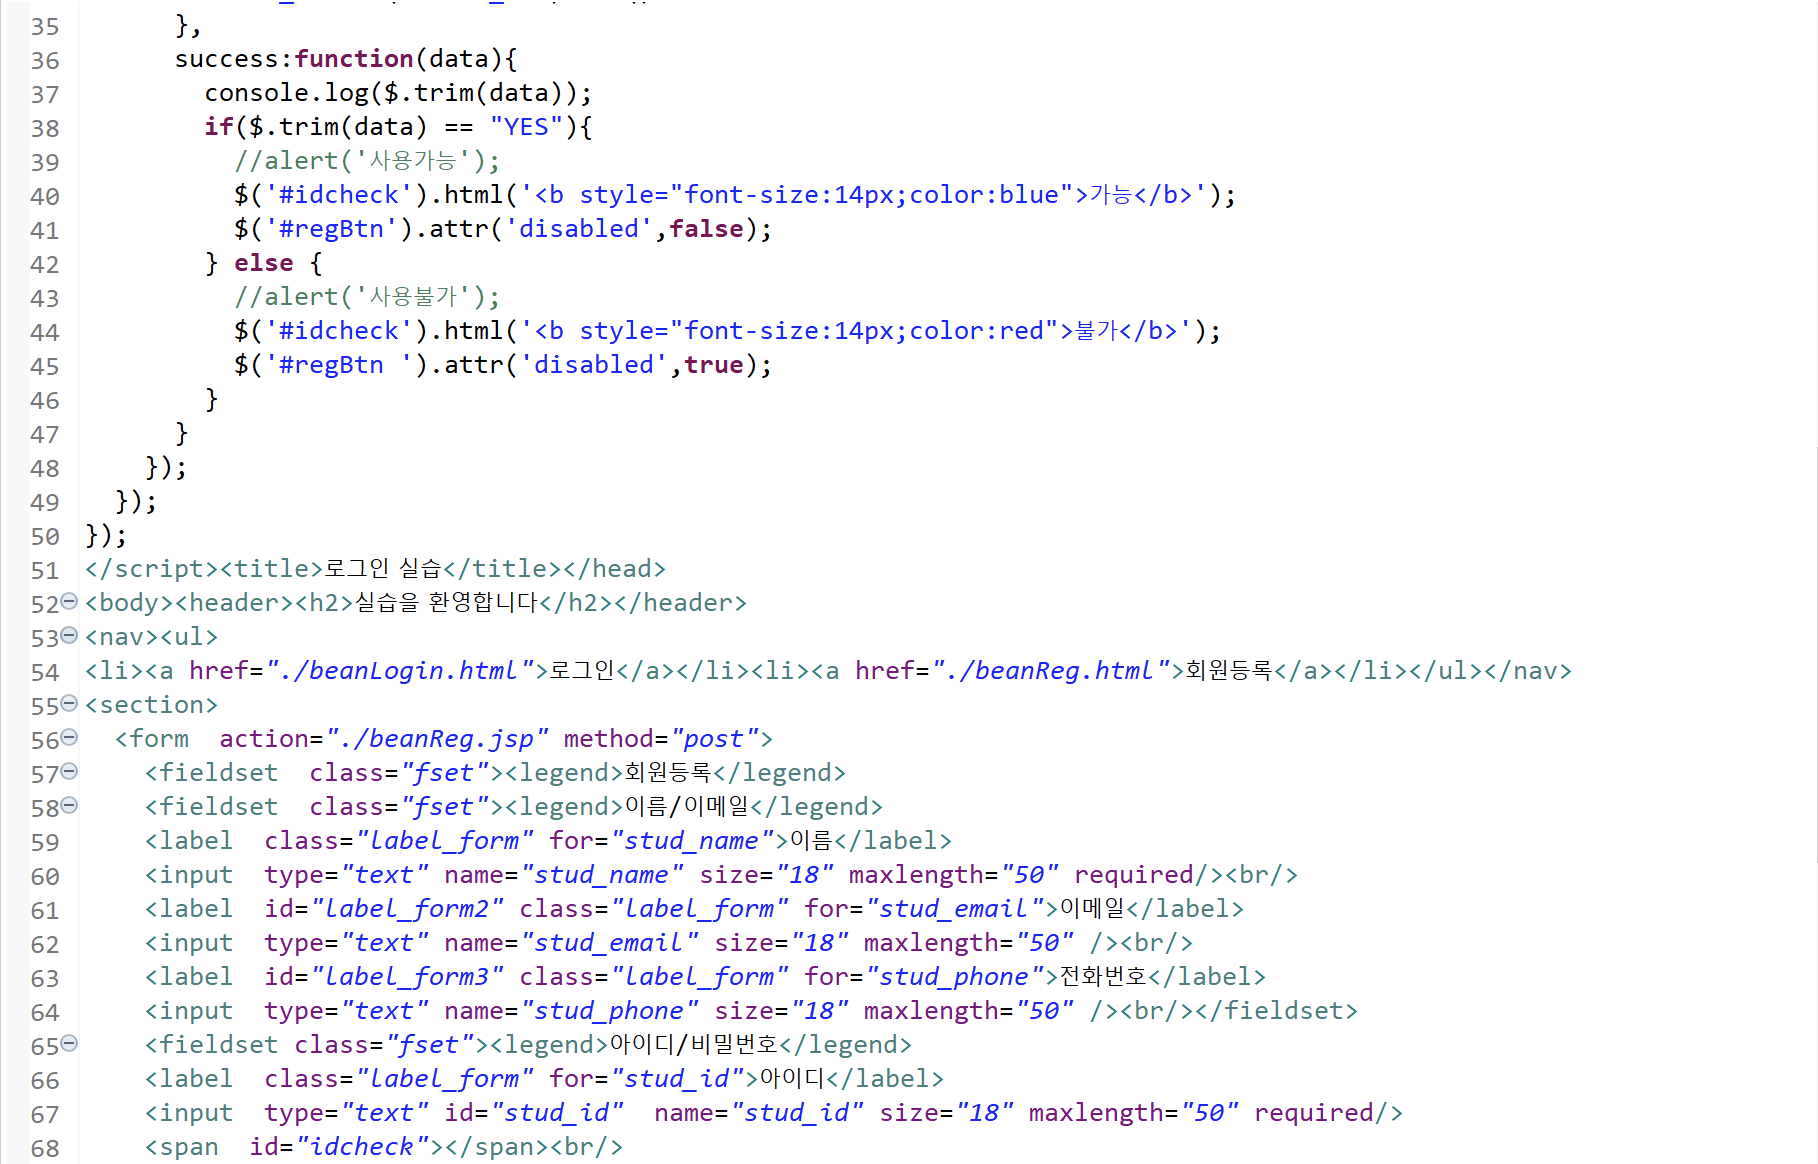 35 },
36 success:function(data){
37 console.log($.trim(data));
38 if($.trim(data) == "YES"){
39 //alert('사용가능');
40 $('#idcheck').html('<b style="font-size:14px;color:blue">가능</b>');
41 $('#regBtn').attr('disabled',false);
42 } else {
43 //alert('사용불가');
44 $('#idcheck').html('<b style="font-size:14px;color:red">불가</b>');
45 $('#regBtn ').attr('disabled',true);
46 }
47 }
48 });
49 });
50 });
51 </script><title>로그인 실습</title></head>
52 <body><header><h2>실습을 환영합니다</h2></header>
53 <nav><ul>
54 <li><a href="./beanLogin.html">로그인</a></li><li><a href="./beanReg.html">회원등록</a></li></ul></nav>
55 <section>
56 <form  action="./beanReg.jsp" method="post">
57 <fieldset  class="fset"><legend>회원등록</legend>
58 <fieldset  class="fset"><legend>이름/이메일</legend>
59 <label  class="label_form" for="stud_name">이름</label>
60 <input  type="text" name="stud_name" size="18" maxlength="50" required/><br/>
61 <label  id="label_form2" class="label_form" for="stud_email">이메일</label>
62 <input  type="text" name="stud_email" size="18" maxlength="50" /><br/>
63 <label  id="label_form3" class="label_form" for="stud_phone">전화번호</label>
64 <input  type="text" name="stud_phone" size="18" maxlength="50" /><br/></fieldset>
65 <fieldset class="fset"><legend>아이디/비밀번호</legend>
66 <label  class="label_form" for="stud_id">아이디</label>
67 <input  type="text" id="stud_id"  name="stud_id" size="18" maxlength="50" required/>
68 <span  id="idcheck"></span><br/>